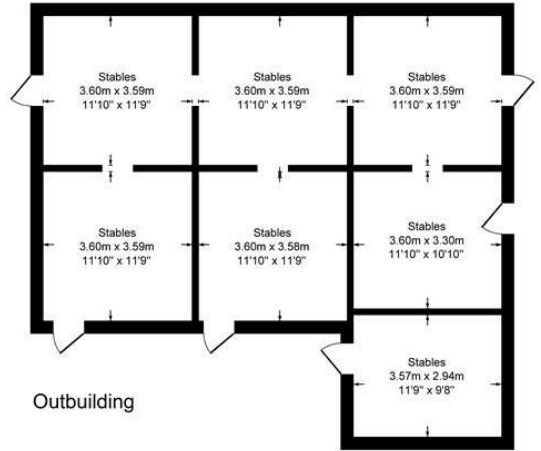 Stables
3.60m x 3.59m
11'10" x 11'9"
Stables
3.60m x 3.59m
11'10" x 11'9"
Stables
3.60m x 3.59m
11'10" x 11'9"
Stables
3.60m x 3.59m
11'10" x 11'9"
Stables
3.60m x 3.58m
11'10" x 11'9"
Stables
3.60m x 3.30m
11'10" x 10'10"
Stables
3.57m x 2.94m
11'9" x 9'8"
Outbuilding